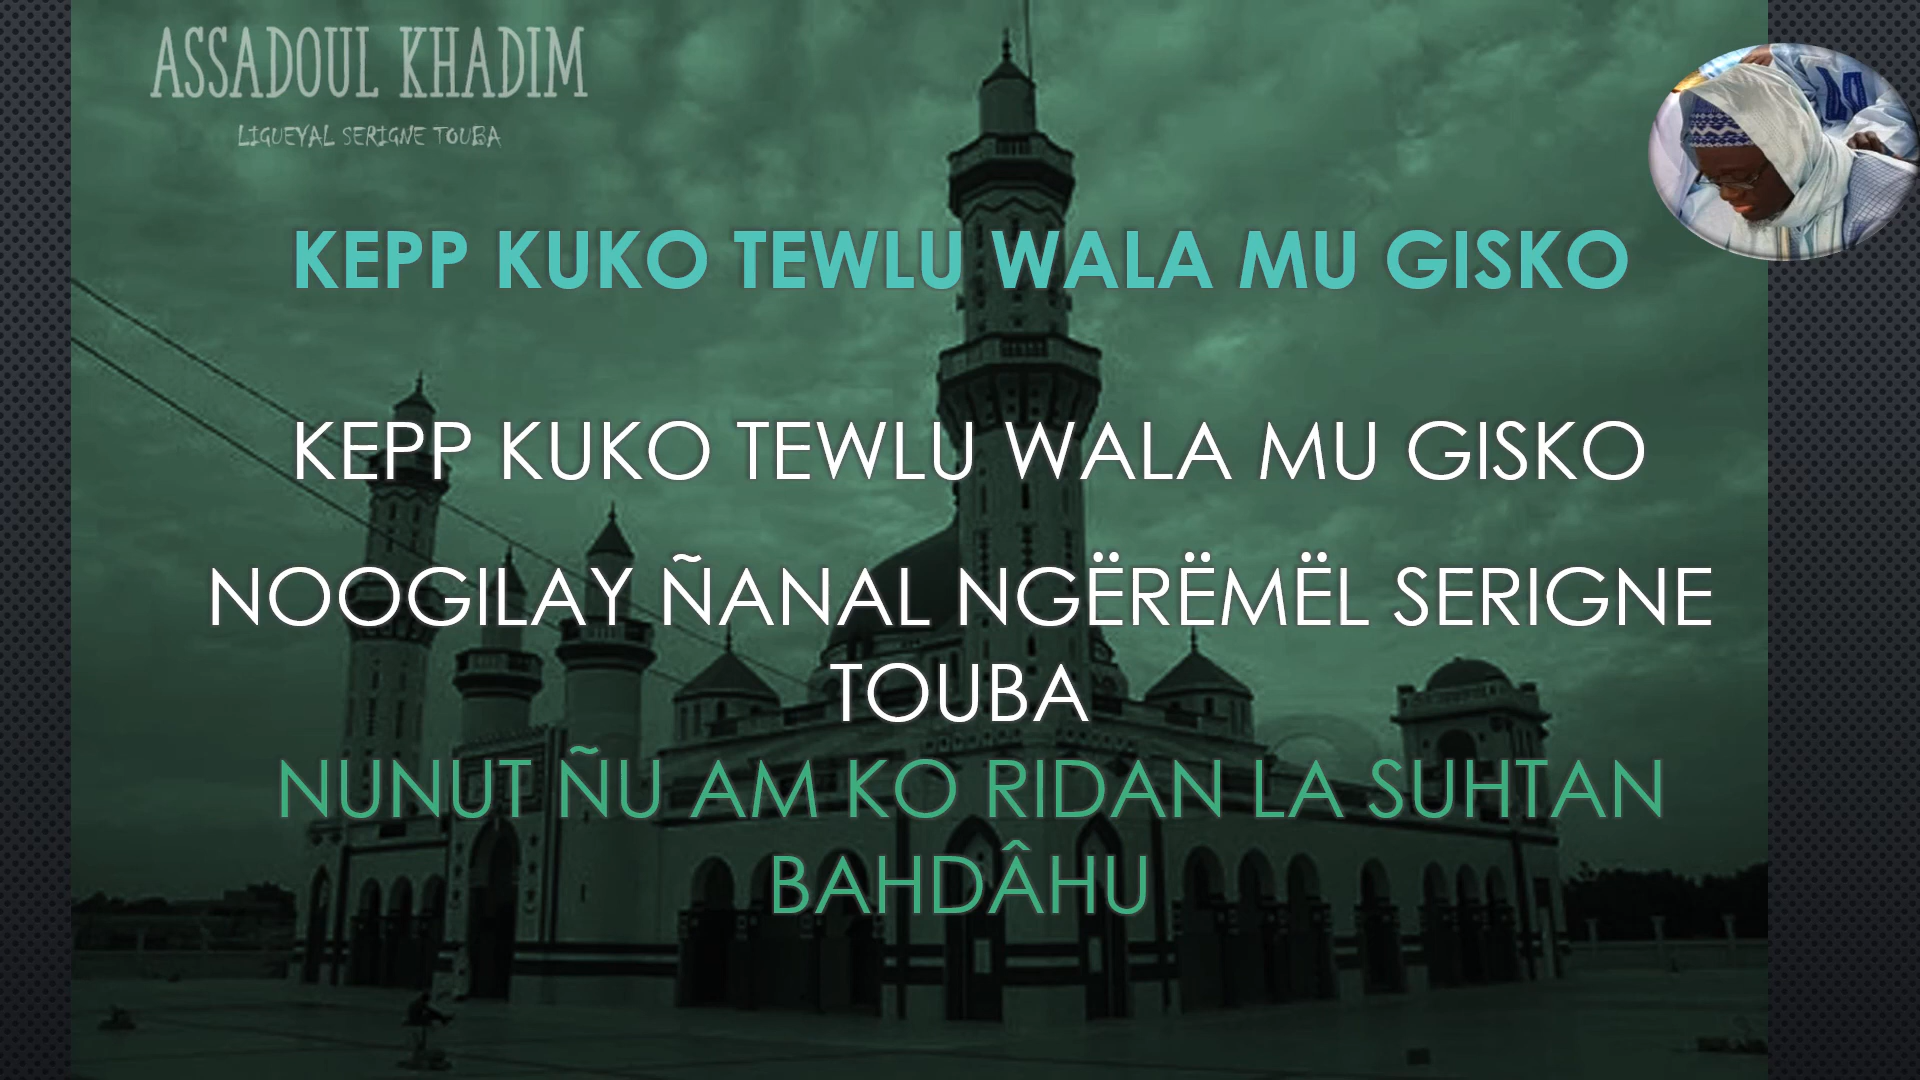 ASSADOUL KHADIM
LIGUEYAL SERIGNE TOUBA
KEPP KUKO TEWLU WALA MU GISKO
KEPP KUKO TEWLU WALA MU GISKO
NOOGILAY ÑANAL NGËRËMËL SERIGNE
TOUBA
NUNUT ÑU AM KO RIDAN LA SUHTAN
BAHDÂHU